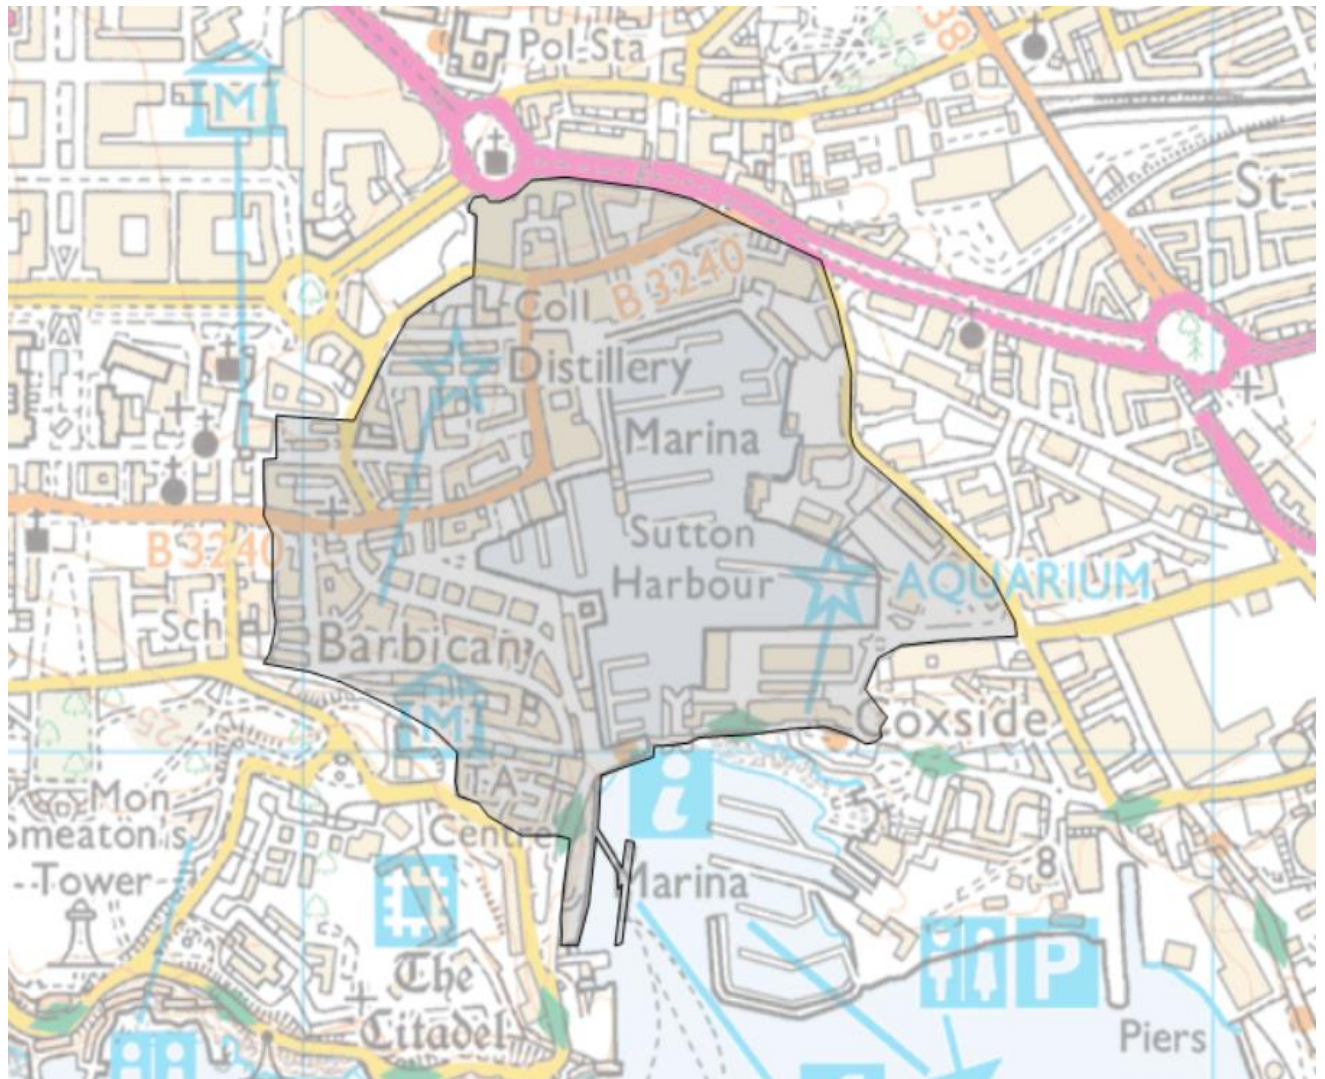 38
Pol Sta
M
St
B 3240
Coll
Distillery
Marina
Sutton
Harbour
B 3240
AQUARIUM
Sch
Barbican
M
Coxside
T A
Centre
i
Mon
Smeaton's
Tower
Marina
8
The
Citadel
P
Piers